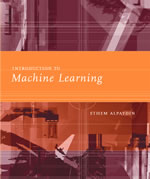 INTRODUCTION TO
Machine Learning
ETHEM ALPAYDIN